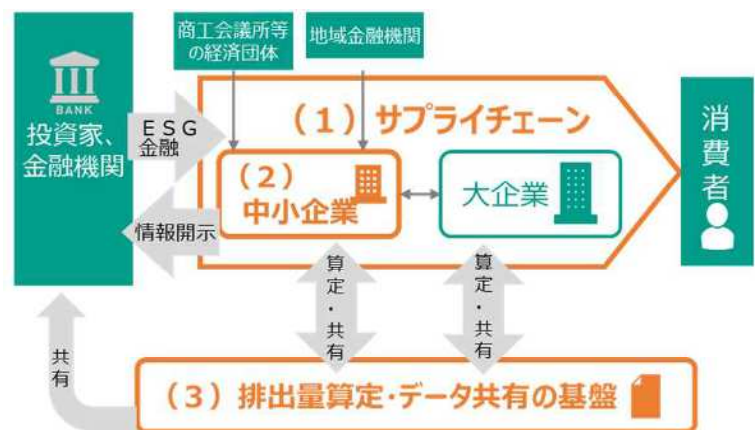 商工会議所等
の経済団体
地域金融機関
BANK
投資家、
金融機関
ESG
金融
情報開示
(1)サプライチェーン
(2)
中小企業
大企業
消費者
算定・共有
算定・共有
共有
(3)排出量算定・データ共有の基盤